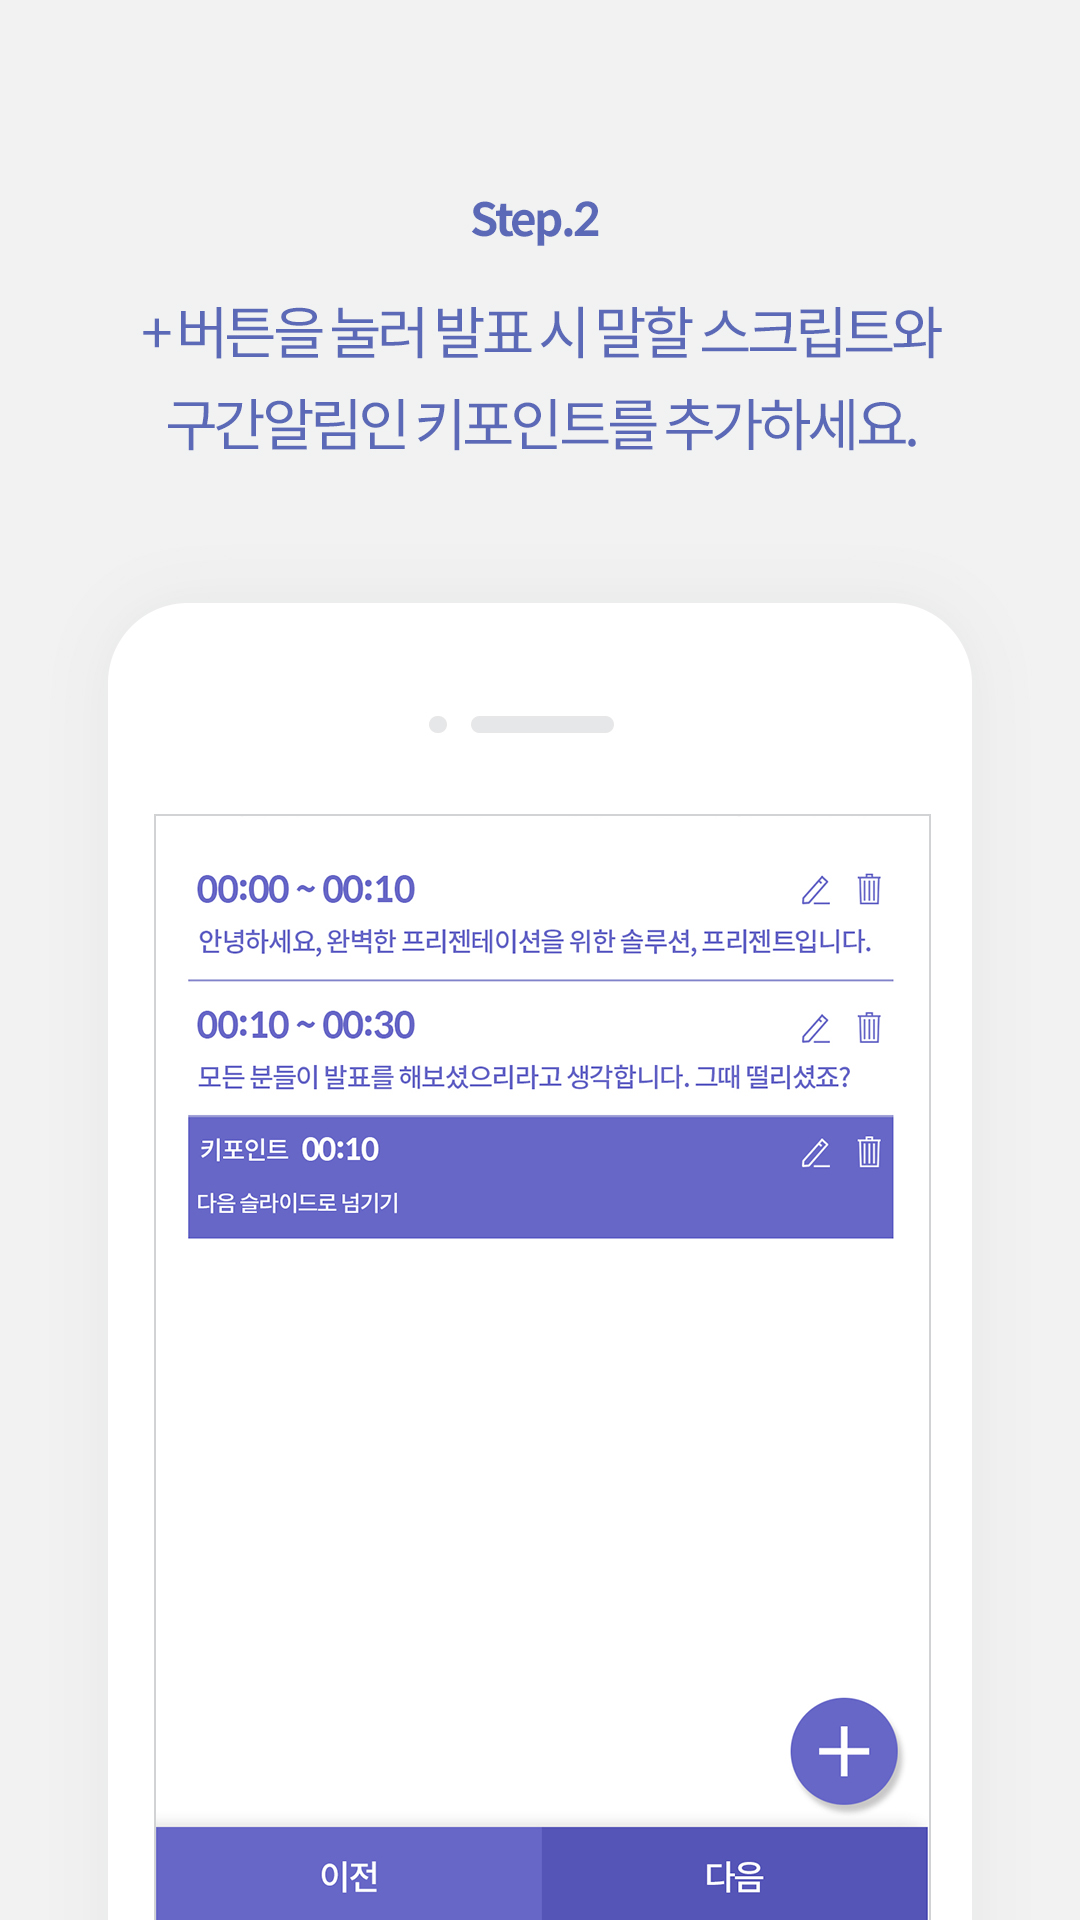 Step.2
+ 버튼을 눌러 발표 시 말할 스크립트와
구간알림인 키포인트를 추가하세요.
00:00 ~ 00:10
안녕하세요, 완벽한 프리젠테이션을 위한 솔루션, 프리젠트입니다.
00:10 ~ 00:30
모든 분들이 발표를 해보셨으리라고 생각합니다. 그때 떨리셨죠?
키포인트 00:10
다음 슬라이드로 넘기기
이전
다음